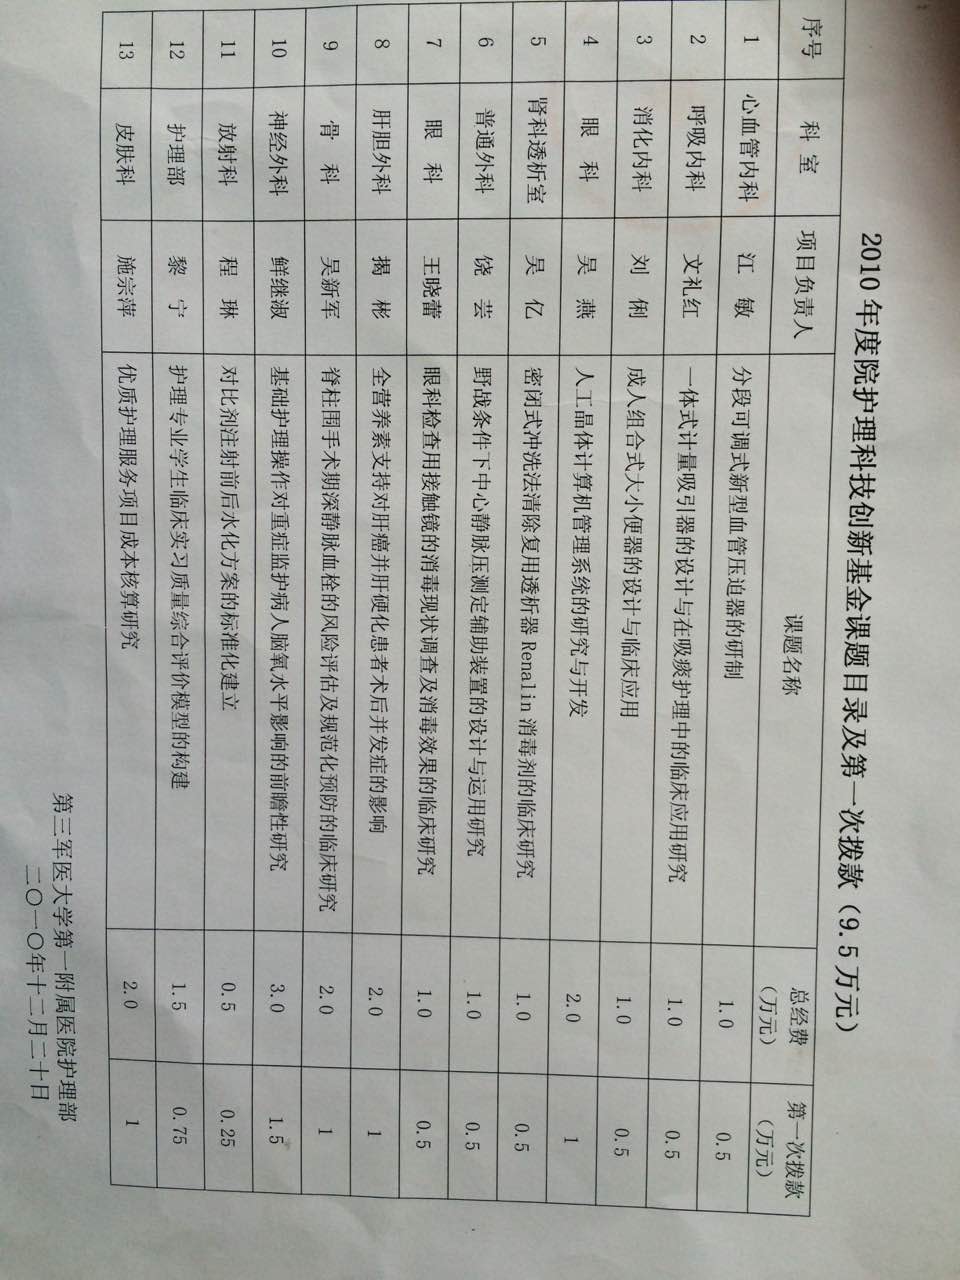 2010 年度院护理科技创新基金课题目录及第一次拨款（9.5 万元）
序号 科 室 项目负责人 课题名称 总经费（万元） 第一次拨款（万元）
1 心血管内科 江 敏 分段可调式新型血管压迫器的研制 1.0 0.5
2 呼吸内科 文礼红 一体式计量吸引器的设计与在吸痰护理中的临床应用研究 1.0 0.5
3 消化内科 刘 俐 成人组合式大小便器的设计与临床应用 1.0 0.5
4 眼 科 吴 燕 人工晶体计算机管理系统的研究与开发 2.0 1
5 肾科透析室 吴 亿 密闭式冲洗法清除复用透析器 Renalin 消毒剂的临床研究 1.0 0.5
6 普通外科 饶 芸 野战条件下中心静脉压测定辅助装置的设计与运用研究 1.0 0.5
7 眼 科 王晓蕾 眼科检查用接触镜的消毒现状调查及消毒效果的临床研究 1.0 0.5
8 肝胆外科 揭 彬 全营养素支持对肝癌并肝硬化患者术后并发症的影响 2.0 1
9 骨 科 吴新军 脊柱围手术期深静脉血栓的风险评估及规范化预防的临床研究 2.0 1
10 神经外科 鲜继淑 基础护理操作对重症监护病人脑氧水平影响的前瞻性研究 3.0 1.5
11 放射科 程 琳 对比剂注射前后水化方案的标准化建立 0.5 0.25
12 护理部 黎 宁 护理专业学生临床实习质量综合评价模型的构建 1.5 0.75
13 皮肤科 施宗萍 优质护理服务项目成本核算研究 2.0 1
第三军医大学第一附属医院护理部
二〇一〇年十二月二十日